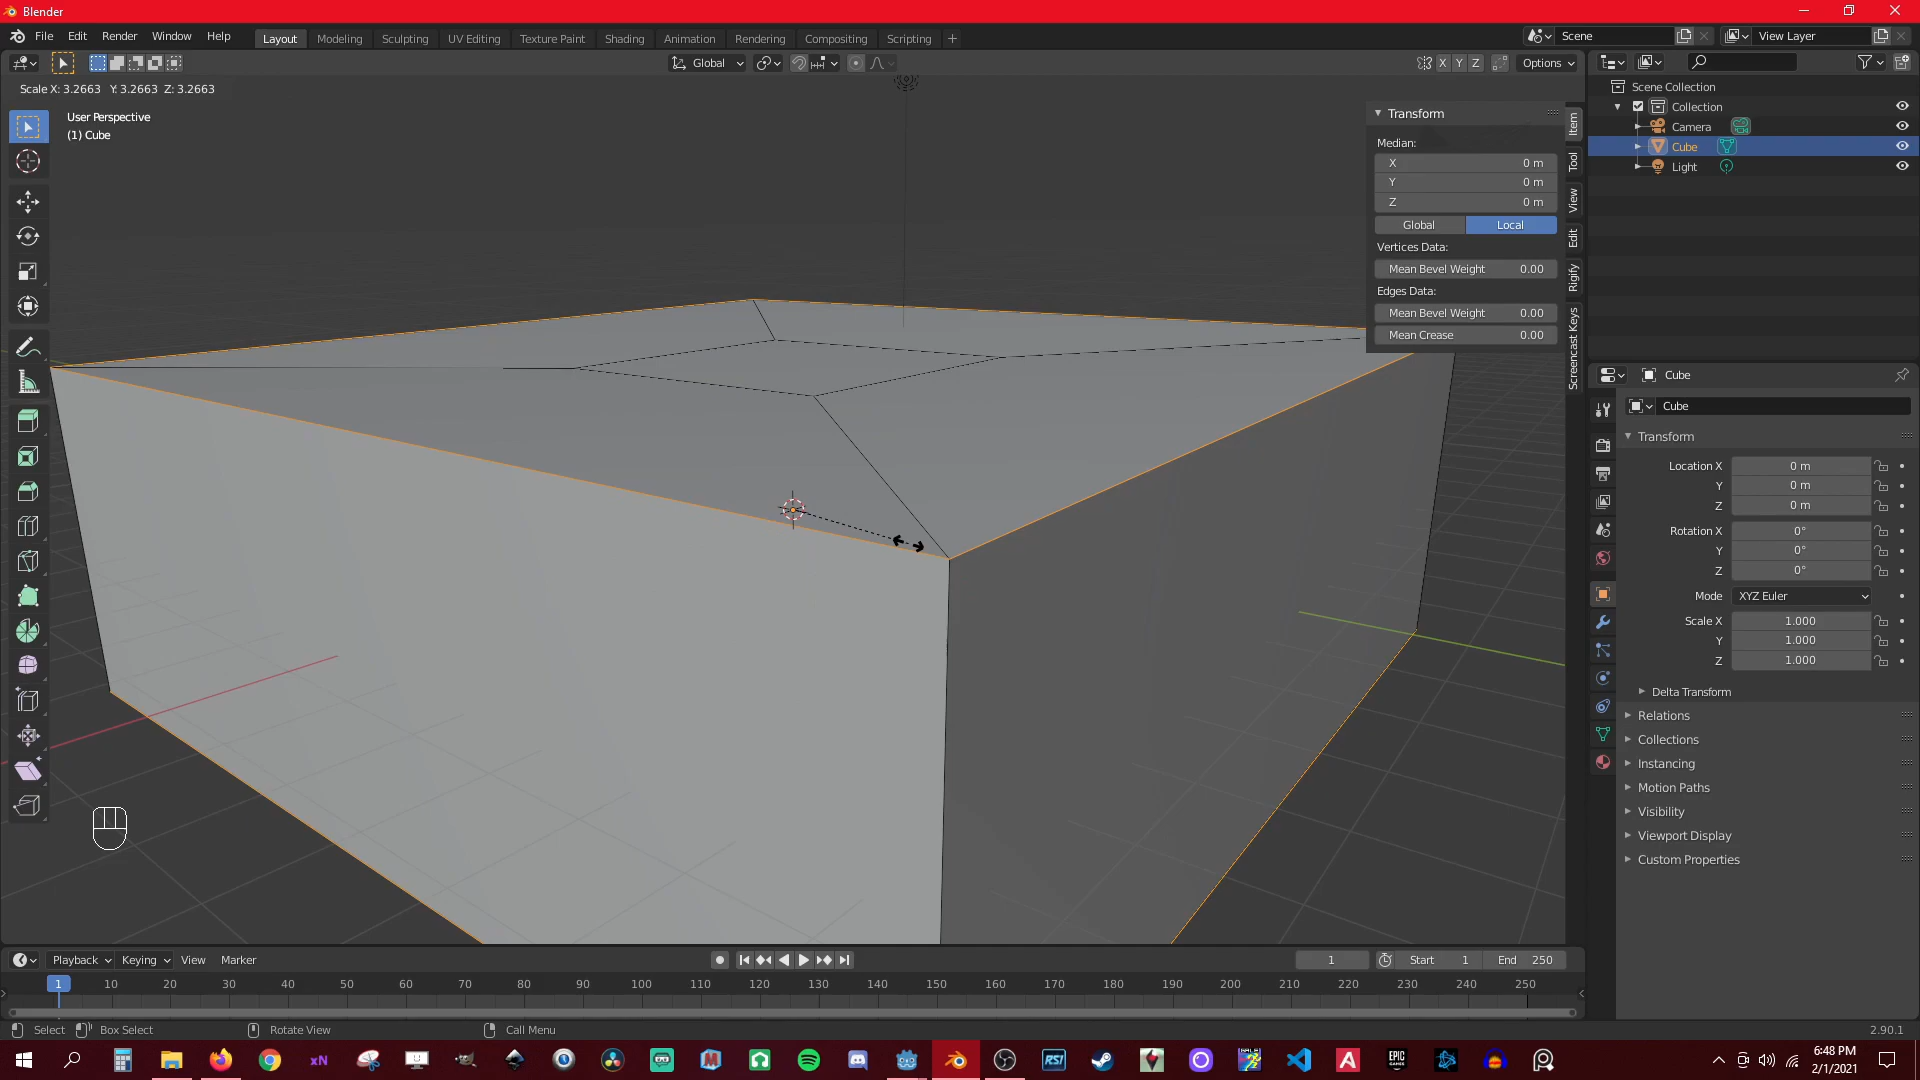 Blender
File Edit Render Window Help
Layout Modeling Sculpting UV Editing Texture Paint Shading Animation Rendering Compositing Scripting +
Scene View Layer
Global X Y Z Options
Scale X: 3.2663 Y: 3.2663 Z: 3.2663
User Perspective
(1) Cube
Transform
Median:
X 0 m
Y 0 m
Z 0 m
Global Local
Vertices Data:
Mean Bevel Weight 0.00
Edges Data:
Mean Bevel Weight 0.00
Mean Crease 0.00
Item
Tool
View
Edit
Rigify
Screencast Keys
Scene Collection
Collection
Camera
Cube
Light
Cube
Cube
Transform
Location X 0 m
Y 0 m
Z 0 m
Rotation X 0°
Y 0°
Z 0°
Mode XYZ Euler
Scale X 1.000
Y 1.000
Z 1.000
Delta Transform
Relations
Collections
Instancing
Motion Paths
Visibility
Viewport Display
Custom Properties
Playback Keying View Marker
1 Start 1 End 250
1 10 20 30 40 50 60 70 80 90 100 110 120 130 140 150 160 170 180 190 200 210 220 230 240 250
Select Box Select Rotate View Call Menu
2.90.1
xN
RSI
EPIC GAMES
6:48 PM
2/1/2021